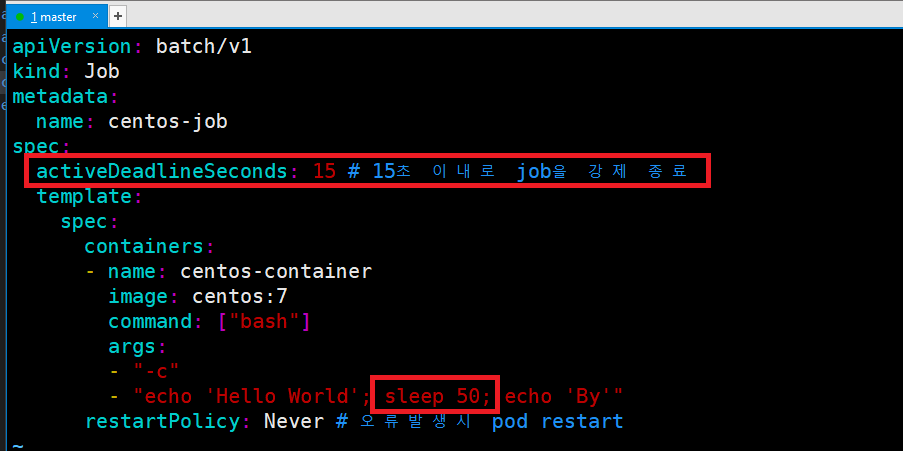 1 master × +
apiVersion: batch/v1
kind: Job
metadata:
  name: centos-job
spec:
  activeDeadlineSeconds: 15 # 15초 이내로 job을 강제 종료
  template:
    spec:
      containers:
      - name: centos-container
        image: centos:7
        command: ["bash"]
        args:
        - "-c"
        - "echo 'Hello World'; sleep 50; echo 'By'"
      restartPolicy: Never # 오류발생시 pod restart
~